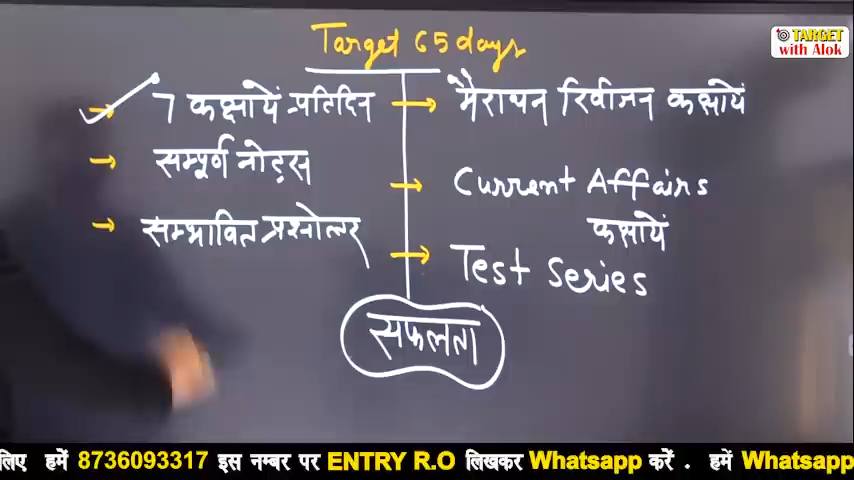 Target 65 days
TARGET
with Alok
7 कक्षायें प्रतिदिन
सम्पूर्ण नोट्स
सम्भावित प्रश्नोत्तर
मैराथन रिवीजन कक्षायें
Current Affairs
कक्षायें
Test Series
सफलता
लिए हमें 8736093317 इस नम्बर पर ENTRY R.O लिखकर Whatsapp करें . हमें Whatsapp